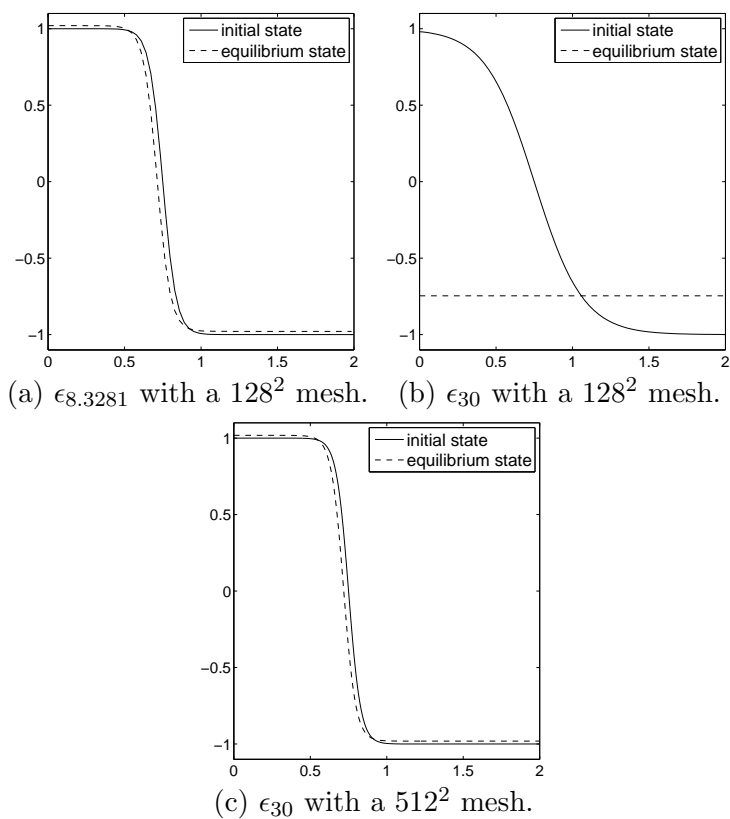 initial state
equilibrium state
1
0.5
0
−0.5
−1
0 0.5 1 1.5 2
(a) ϵ8.3281 with a 128² mesh.
initial state
equilibrium state
1
0.5
0
−0.5
−1
0 0.5 1 1.5 2
(b) ϵ30 with a 128² mesh.
initial state
equilibrium state
1
0.5
0
−0.5
−1
0 0.5 1 1.5 2
(c) ϵ30 with a 512² mesh.